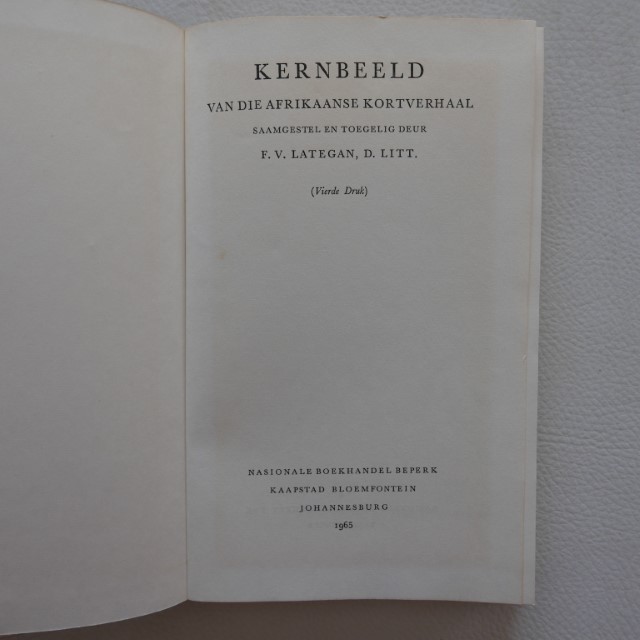 KERNBEELD
VAN DIE AFRIKAANSE KORTVERHAAL
SAAMGESTEL EN TOEGELIG DEUR
F. V. LATEGAN, D. LITT.
(Vierde Druk)
NASIONALE BOEKHANDEL BEPERK
KAAPSTAD BLOEMFONTEIN
JOHANNESBURG
1965